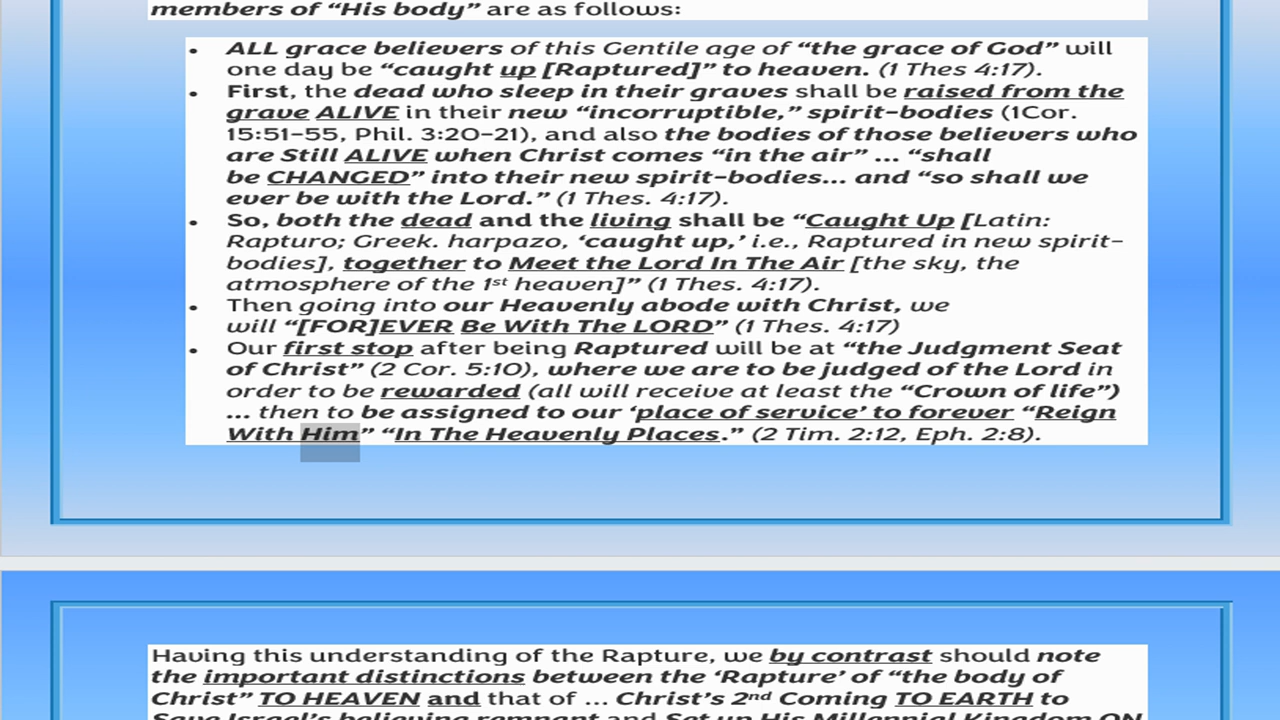 members of “His body” are as follows:
• ALL grace believers of this Gentile age of “the grace of God” will
one day be “caught up [Raptured]” to heaven. (1 Thes 4:17).
• First, the dead who sleep in their graves shall be raised from the
grave ALIVE in their new “incorruptible,” spirit-bodies (1Cor.
15:51–55, Phil. 3:20–21), and also the bodies of those believers who
are Still ALIVE when Christ comes “in the air” … “shall
be CHANGED” into their new spirit-bodies… and “so shall we
ever be with the Lord.” (1 Thes. 4:17).
• So, both the dead and the living shall be “Caught Up [Latin:
Rapturo; Greek. harpazo, ‘caught up,’ i.e., Raptured in new spirit-
bodies], together to Meet the Lord In The Air [the sky, the
atmosphere of the 1st heaven]” (1 Thes. 4:17).
• Then going into our Heavenly abode with Christ, we
will “[FOR]EVER Be With The LORD” (1 Thes. 4:17)
• Our first stop after being Raptured will be at “the Judgment Seat
of Christ” (2 Cor. 5:10), where we are to be judged of the Lord in
order to be rewarded (all will receive at least the “Crown of life”)
… then to be assigned to our ‘place of service’ to forever “Reign
With Him” “In The Heavenly Places.” (2 Tim. 2:12, Eph. 2:8).
Having this understanding of the Rapture, we by contrast should note
the important distinctions between the ‘Rapture’ of “the body of
Christ” TO HEAVEN and that of … Christ’s 2nd Coming TO EARTH to
Save Israel’s believing remnant and Set up His Millennial Kingdom ON